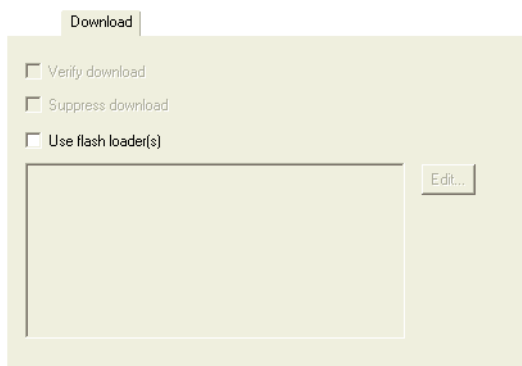 Download
Verify download
Suppress download
Use flash loader(s)
Edit...